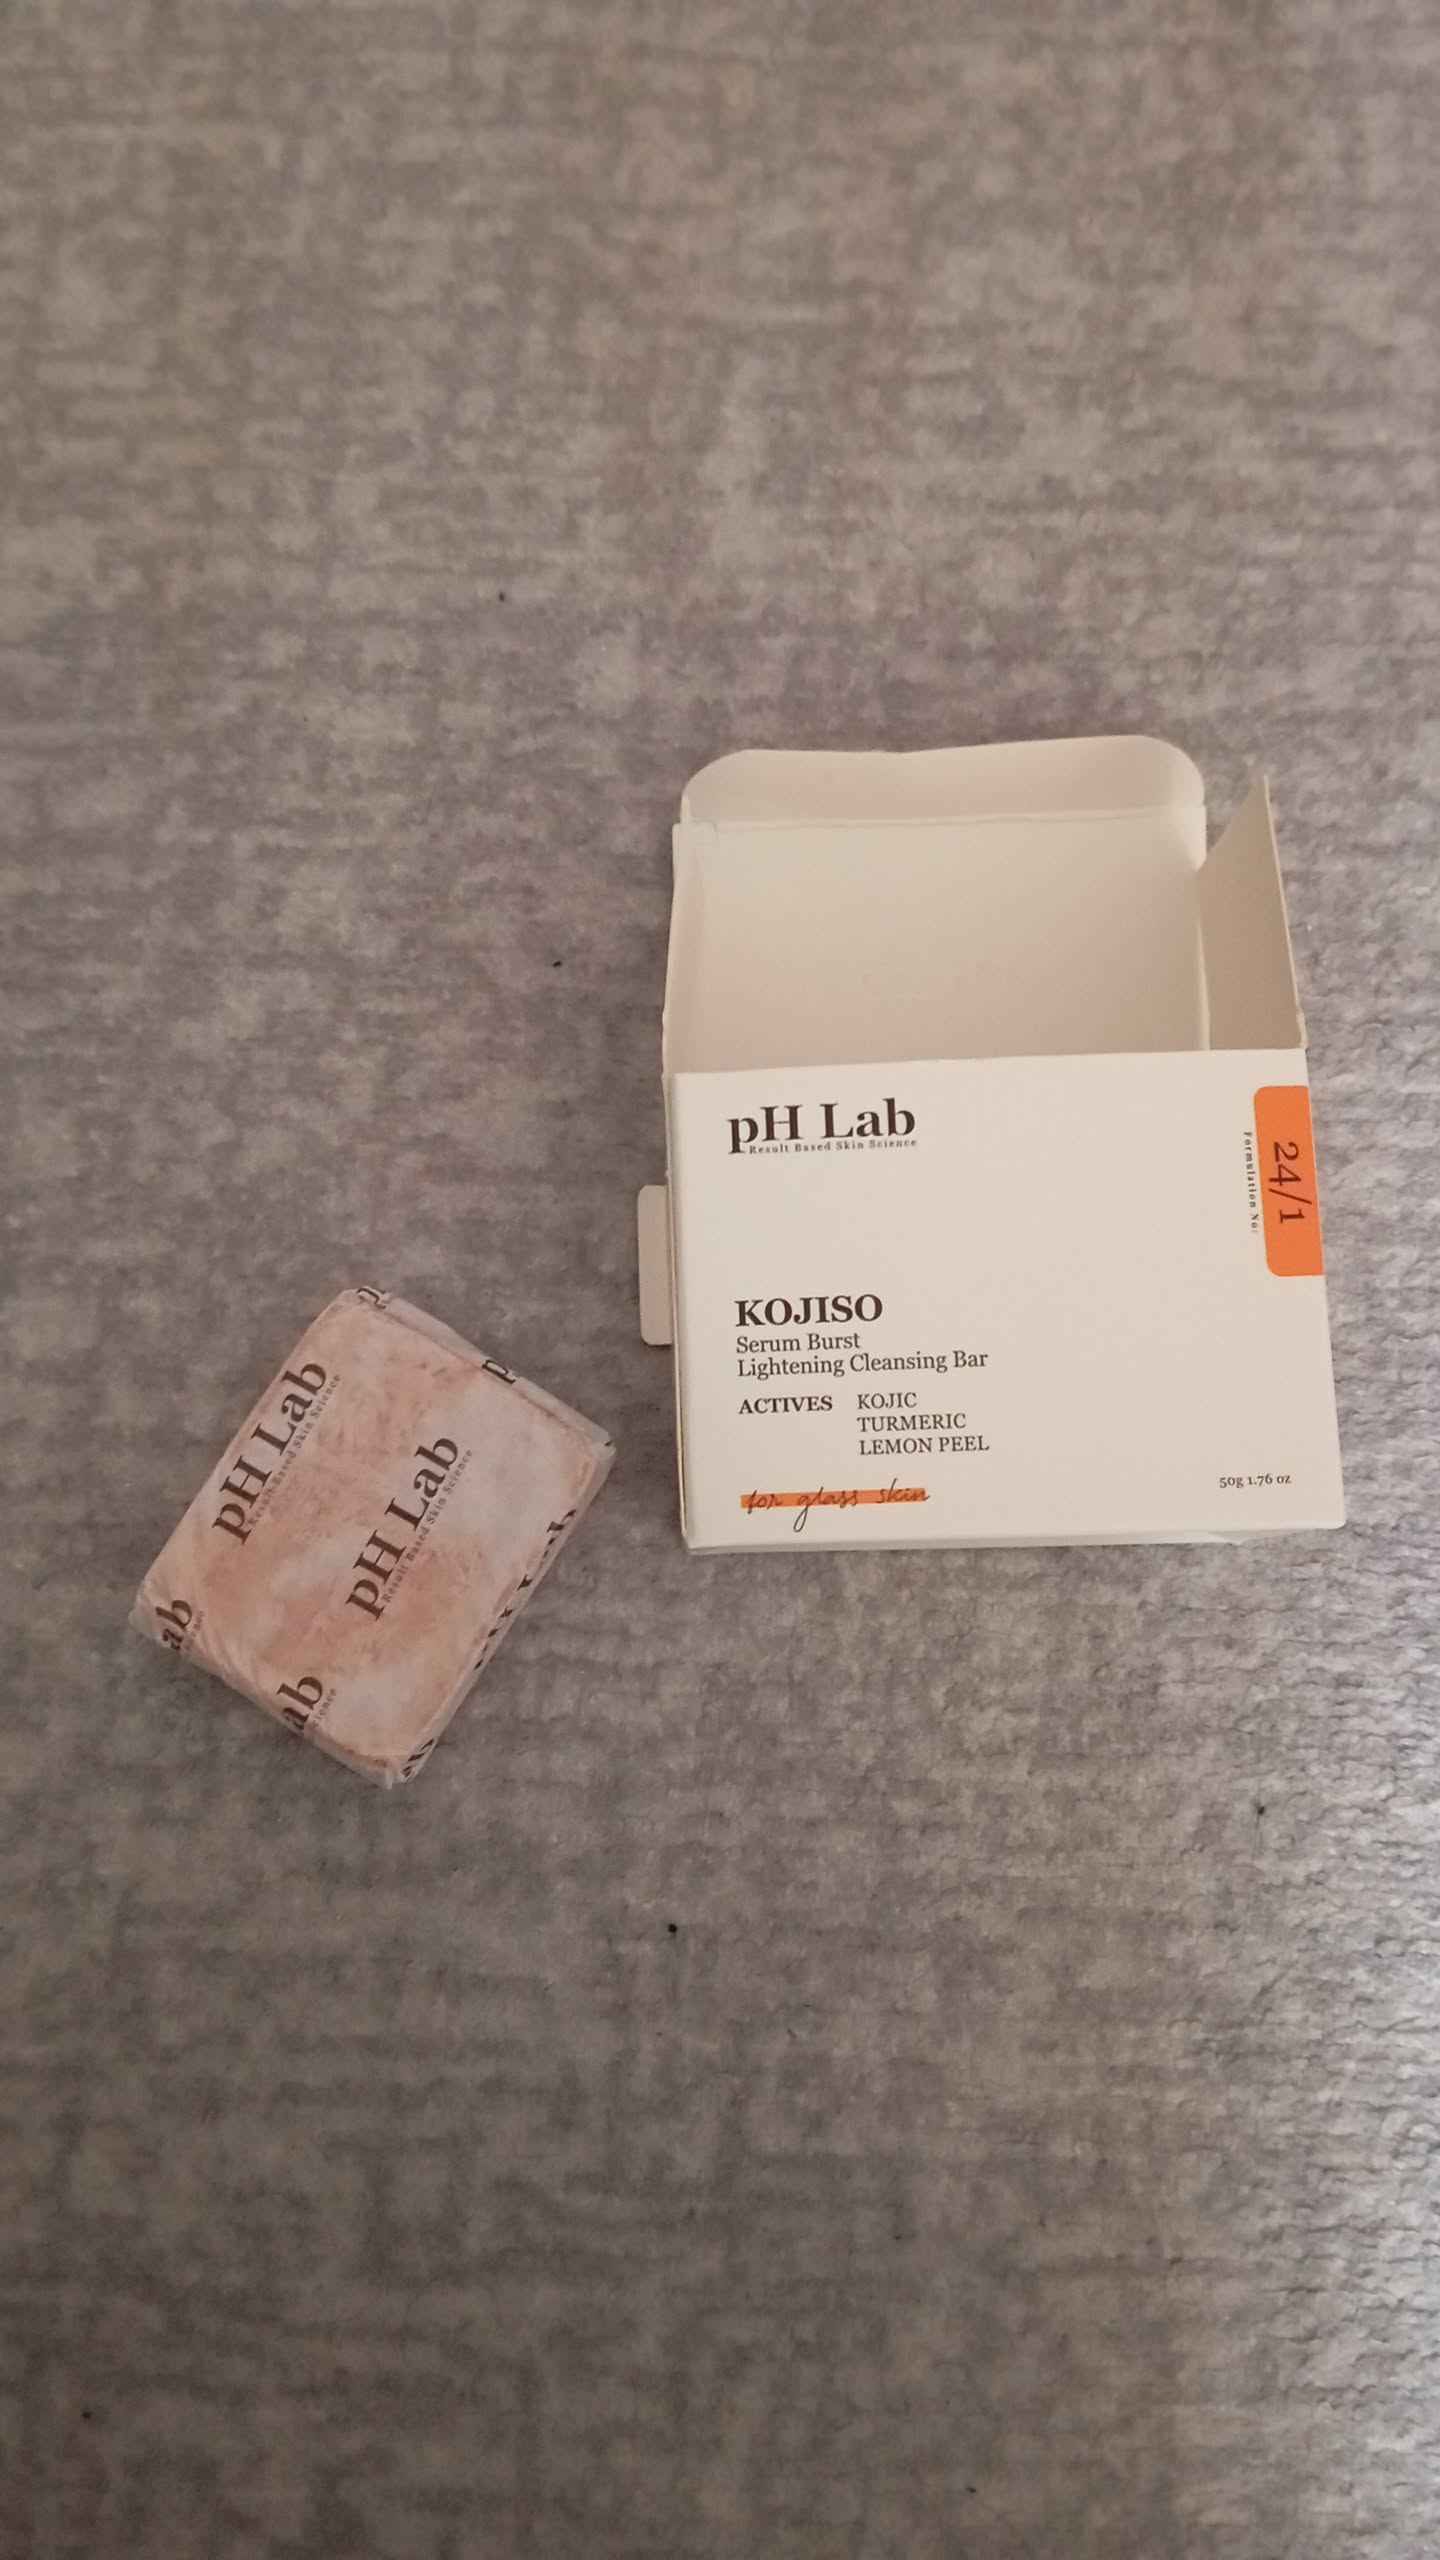 pH Lab
Result Based Skin Science
Formulation No:
24/1
KOJISO
Serum Burst
Lightening Cleansing Bar
ACTIVES KOJIC
TURMERIC
LEMON PEEL
for glass skin
50g 1.76 oz
pH Lab
Result Based Skin Science
pH Lab
Result Based Skin Science
ab
ab